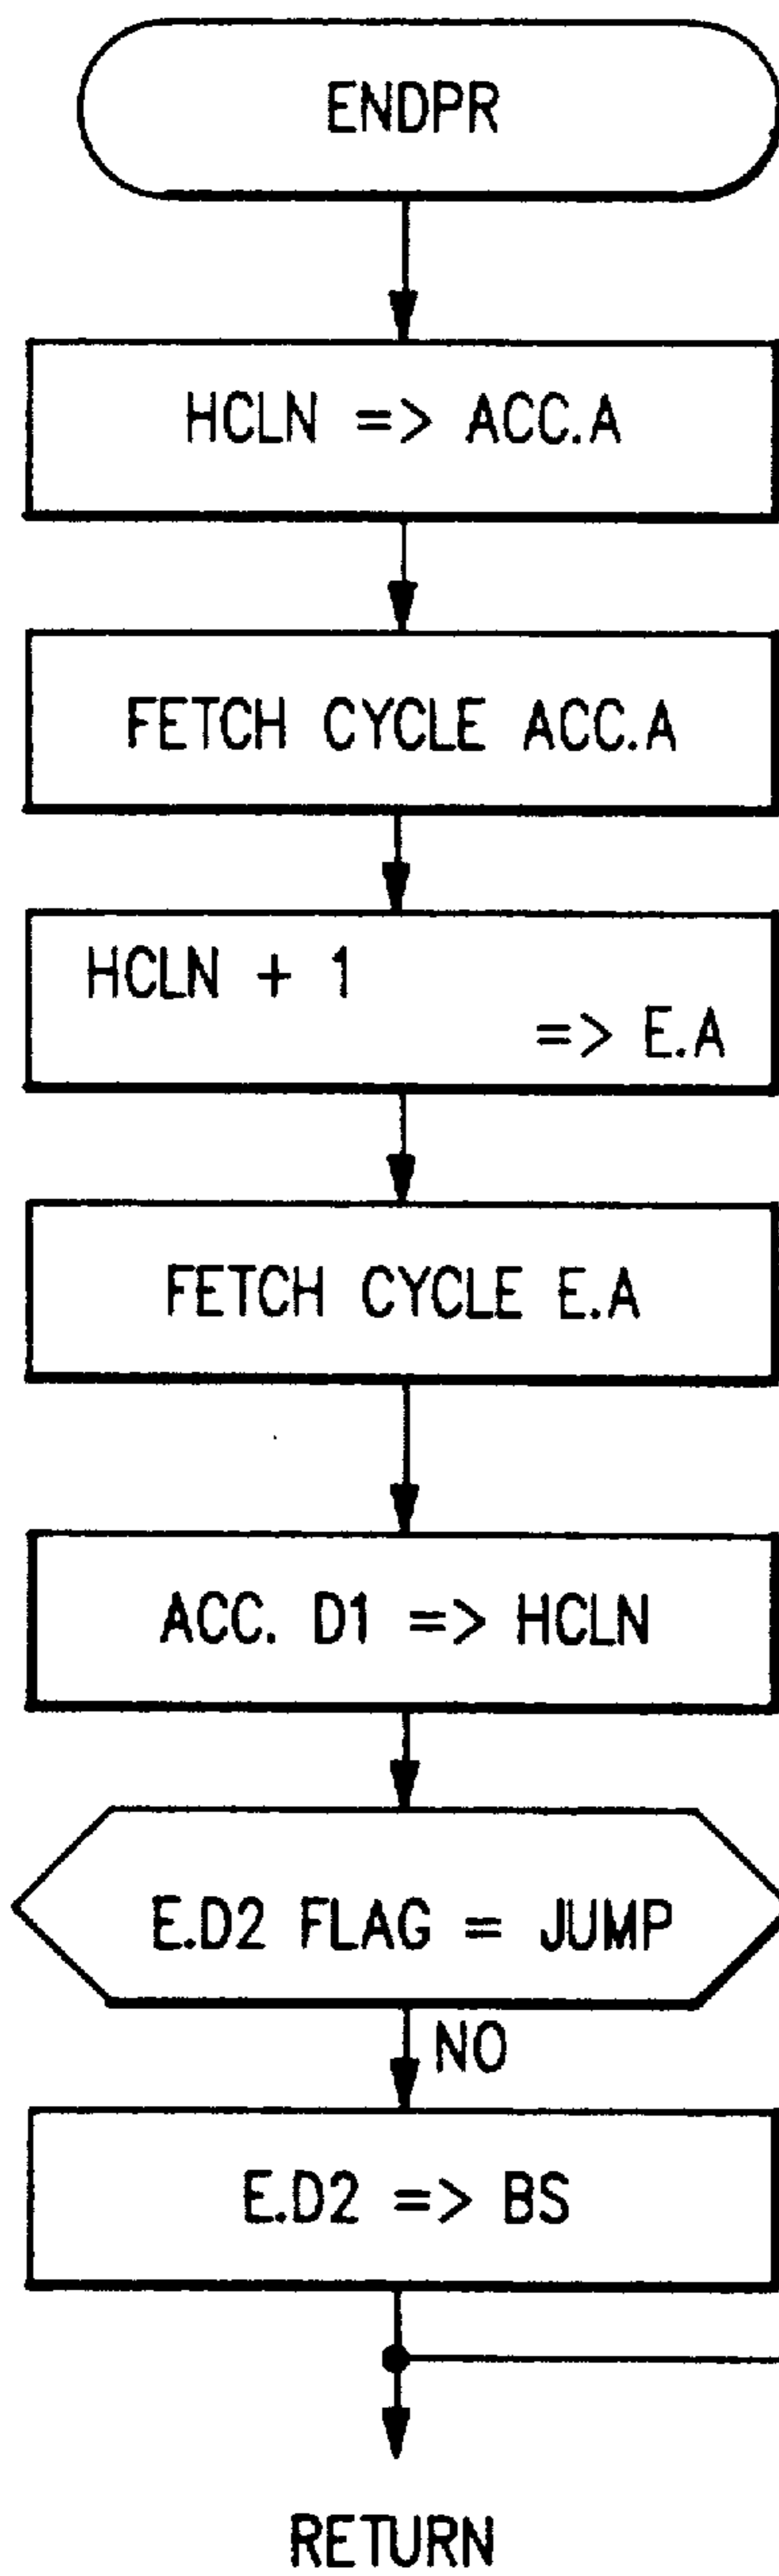 ENDPR
HCLN => ACC.A
FETCH CYCLE ACC.A
HCLN + 1
=> E.A
FETCH CYCLE E.A
ACC. D1 => HCLN
E.D2 FLAG = JUMP
NO
E.D2 => BS
RETURN